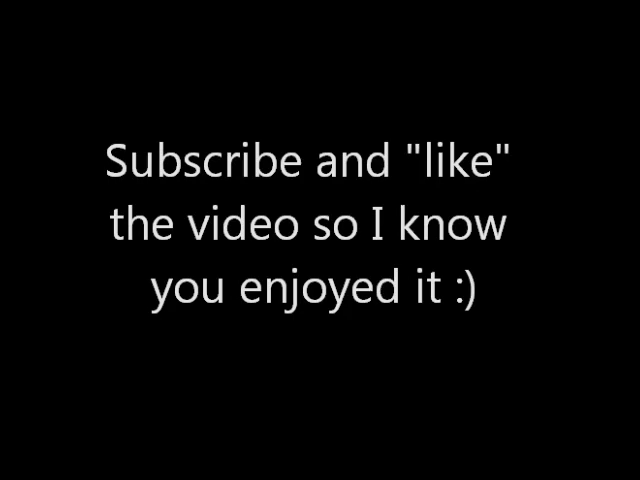 Subscribe and "like"
the video so I know
you enjoyed it :)